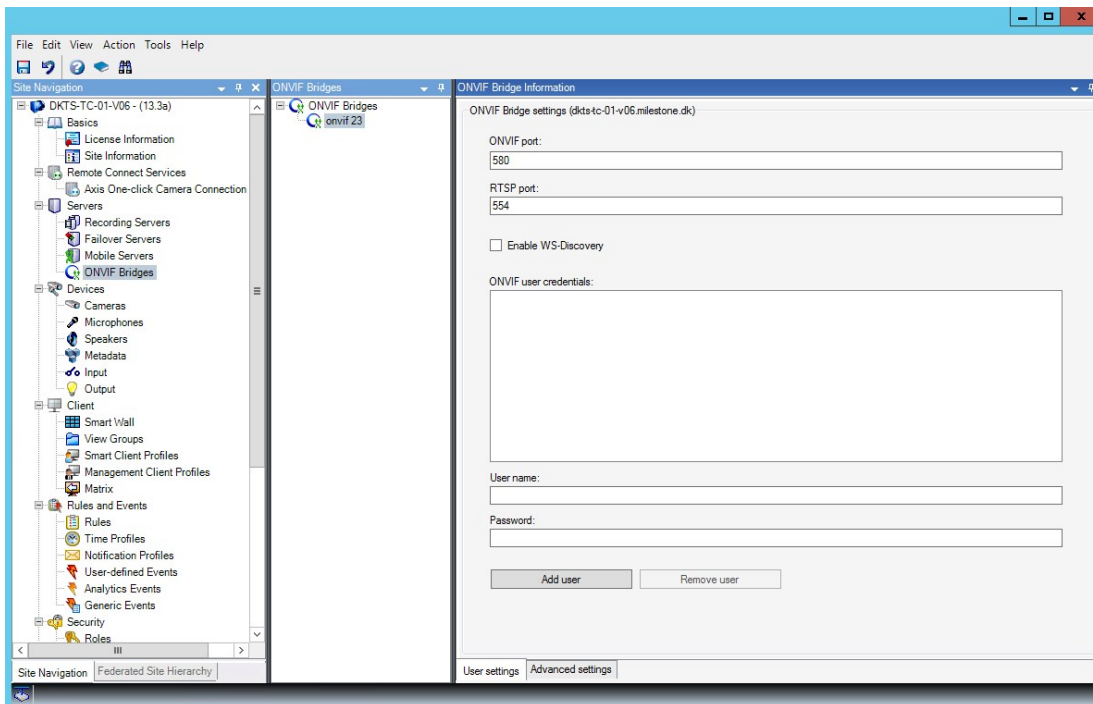 File Edit View Action Tools Help
Site Navigation
DKTS-TC-01-V06 - (13.3a)
Basics
License Information
Site Information
Remote Connect Services
Axis One-click Camera Connection
Servers
Recording Servers
Failover Servers
Mobile Servers
ONVIF Bridges
Devices
Cameras
Microphones
Speakers
Metadata
Input
Output
Client
Smart Wall
View Groups
Smart Client Profiles
Management Client Profiles
Matrix
Rules and Events
Rules
Time Profiles
Notification Profiles
User-defined Events
Analytics Events
Generic Events
Security
Roles
Site Navigation
Federated Site Hierarchy
ONVIF Bridges
ONVIF Bridges
onvif 23
ONVIF Bridge Information
ONVIF Bridge settings (dkts-tc-01-v06.milestone.dk)
ONVIF port:
580
RTSP port:
554
Enable WS-Discovery
ONVIF user credentials:
User name:
Password:
Add user
Remove user
User settings
Advanced settings